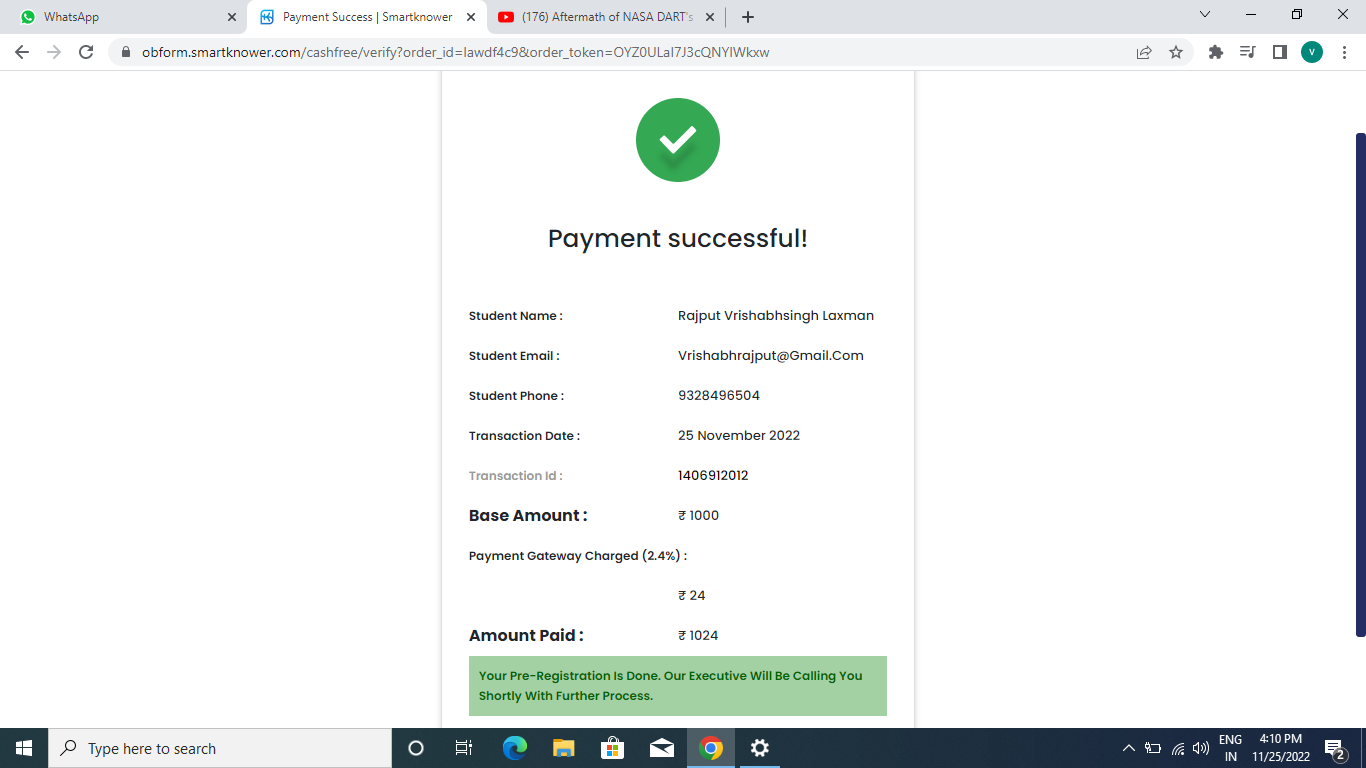 WhatsApp
Payment Success | Smartknower
(176) Aftermath of NASA DART's
obform.smartknower.com/cashfree/verify?order_id=lawdf4c9&order_token=OYZ0ULaI7J3cQNYIWkxw
V
Payment successful!
Student Name : Rajput Vrishabhsingh Laxman
Student Email : Vrishabhrajput@Gmail.Com
Student Phone : 9328496504
Transaction Date : 25 November 2022
Transaction Id : 1406912012
Base Amount : ₹ 1000
Payment Gateway Charged (2.4%) :
₹ 24
Amount Paid : ₹ 1024
Your Pre-Registration Is Done. Our Executive Will Be Calling You
Shortly With Further Process.
Type here to search
ENG
IN
4:10 PM
11/25/2022
2